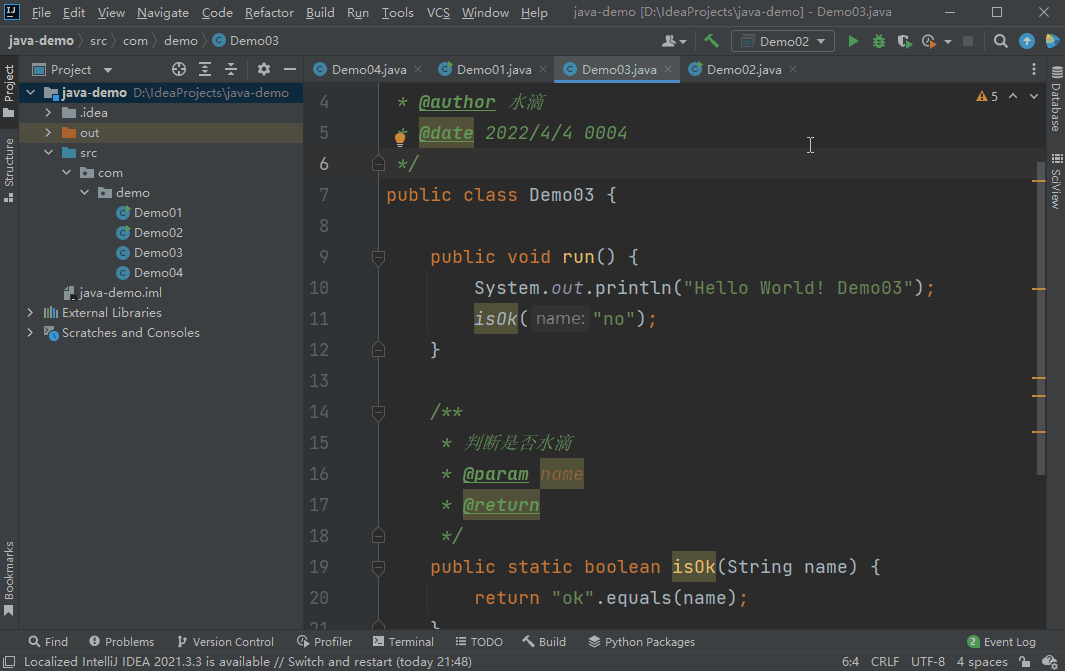 File Edit View Navigate Code Refactor Build Run Tools VCS Window Help java-demo [D:\IdeaProjects\java-demo] - Demo03.java
java-demo src com demo Demo03 Demo02
Project Demo04.java Demo01.java Demo03.java Demo02.java
Project
Structure
Bookmarks
java-demo D:\IdeaProjects\java-demo
.idea
out
src
com
demo
Demo01
Demo02
Demo03
Demo04
java-demo.iml
External Libraries
Scratches and Consoles
4 * @author 水滴
5 * @date 2022/4/4 0004
6 */
7 public class Demo03 {
8
9 public void run() {
10 System.out.println("Hello World! Demo03");
11 isOk( name: "no");
12 }
13
14 /**
15 * 判断是否水滴
16 * @param name
17 * @return
18 */
19 public static boolean isOk(String name) {
20 return "ok".equals(name);
21 }
5
Database
SciView
Find Problems Version Control Profiler Terminal TODO Build Python Packages 2 Event Log
Localized IntelliJ IDEA 2021.3.3 is available // Switch and restart (today 21:48) 6:4 CRLF UTF-8 4 spaces